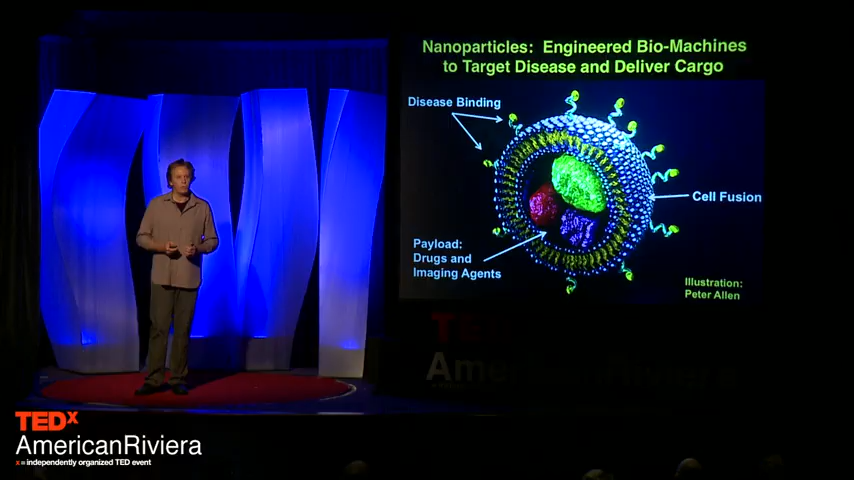 Nanoparticles: Engineered Bio-Machines
to Target Disease and Deliver Cargo
Disease Binding
Cell Fusion
Payload:
Drugs and
Imaging Agents
Illustration:
Peter Allen
TEDx
AmericanRiviera
x = independently organized TED event